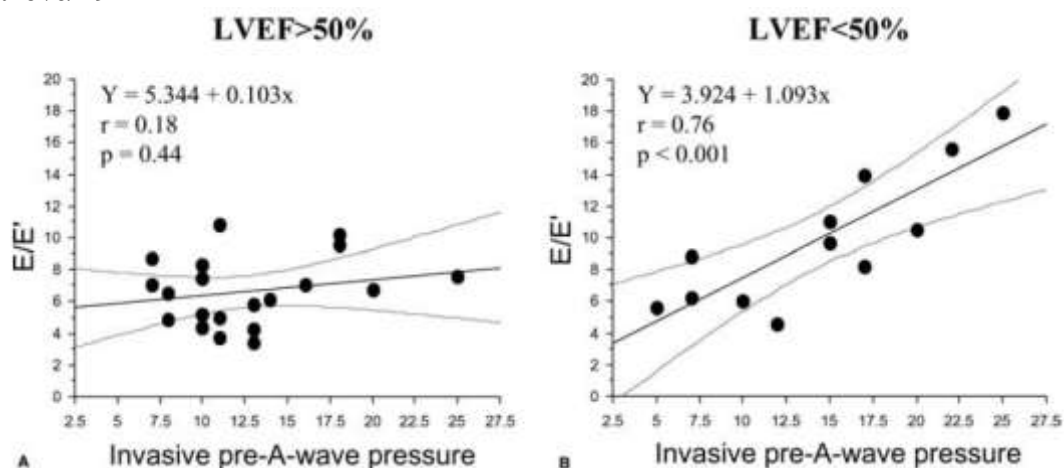 LVEF>50%
Y = 5.344 + 0.103x
r = 0.18
p = 0.44
E/E'
20
18
16
14
12
10
8
6
4
2
0
2.5 5 7.5 10 12.5 15 17.5 20 22.5 25 27.5
A Invasive pre-A-wave pressure
LVEF<50%
Y = 3.924 + 1.093x
r = 0.76
p < 0.001
E/E'
20
18
16
14
12
10
8
6
4
2
0
2.5 5 7.5 10 12.5 15 17.5 20 22.5 25 27.5
B Invasive pre-A-wave pressure